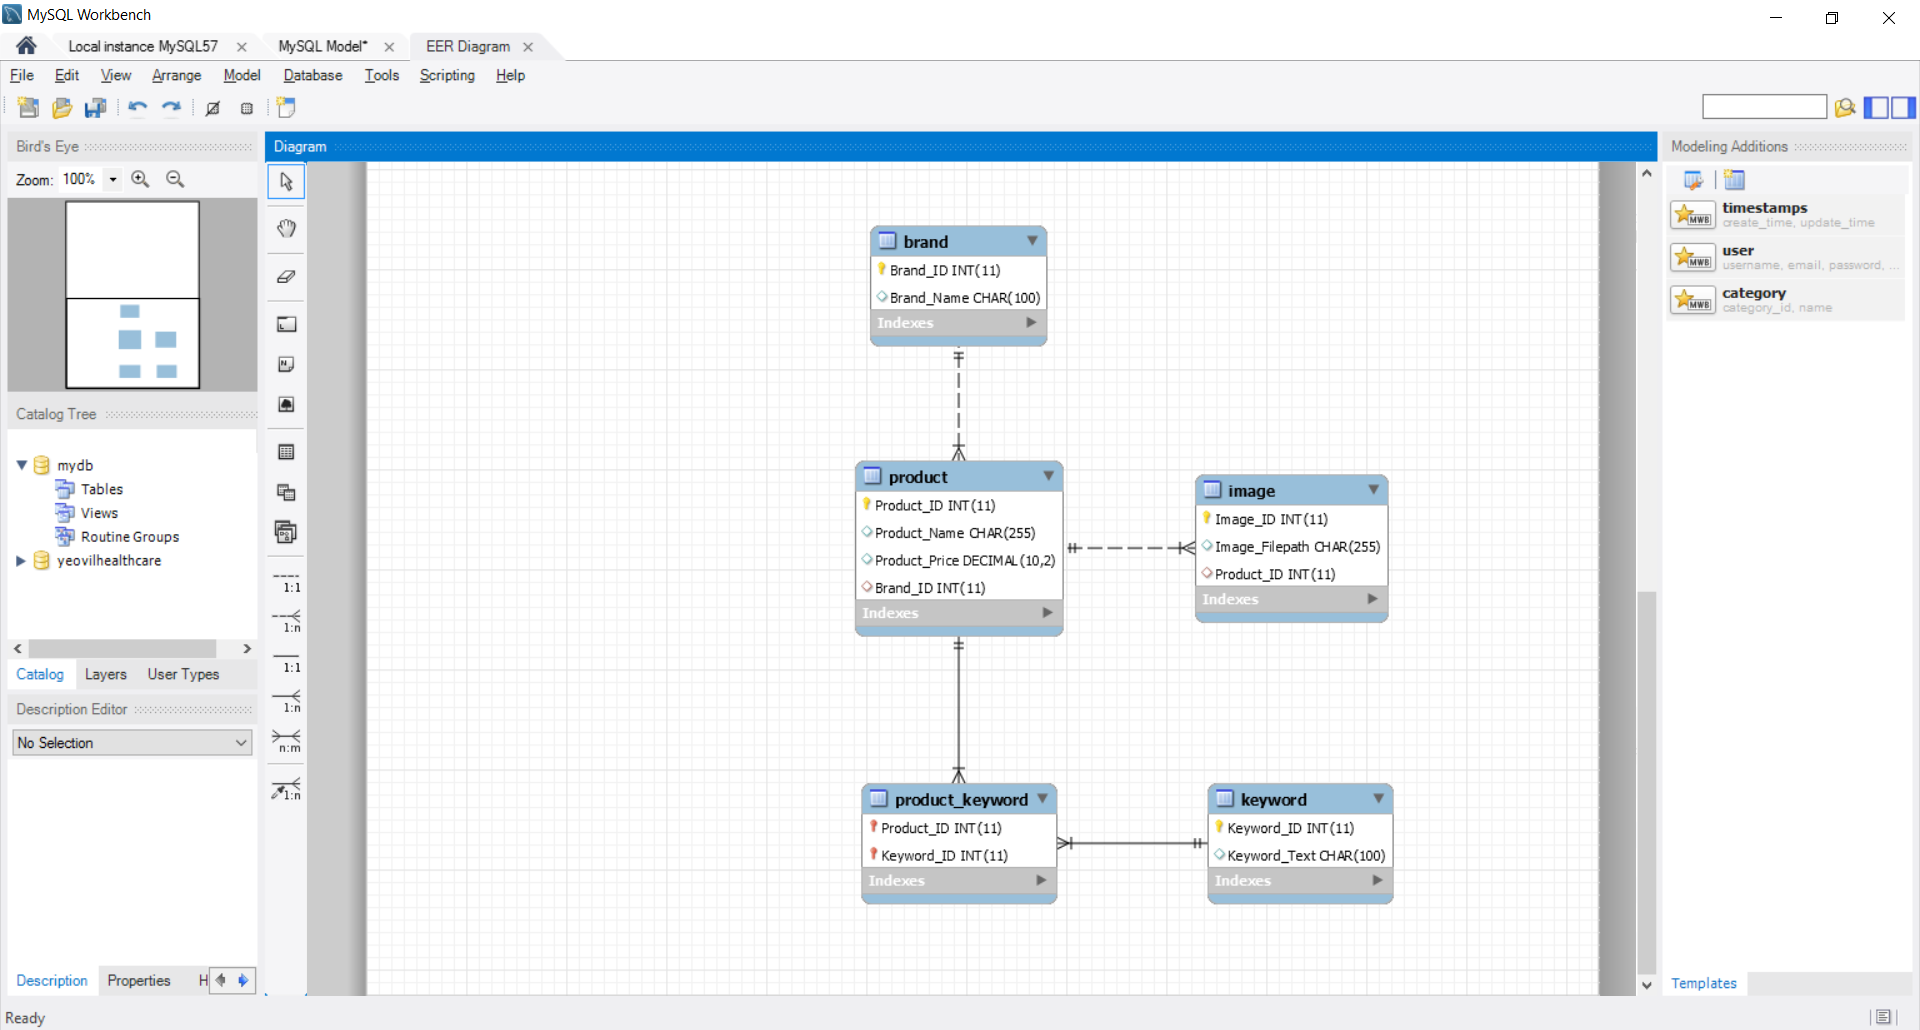 MySQL Workbench
Local instance MySQL57
MySQL Model*
EER Diagram
File Edit View Arrange Model Database Tools Scripting Help
Bird's Eye
Zoom: 100%
Catalog Tree
mydb
Tables
Views
Routine Groups
yeovilhealthcare
Catalog Layers User Types
Description Editor
No Selection
Description Properties H
Ready
Diagram
N
1:1
1:n
1:1
1:n
n:m
1:n
brand
Brand_ID INT(11)
Brand_Name CHAR(100)
Indexes
product
Product_ID INT(11)
Product_Name CHAR(255)
Product_Price DECIMAL(10,2)
Brand_ID INT(11)
Indexes
image
Image_ID INT(11)
Image_Filepath CHAR(255)
Product_ID INT(11)
Indexes
product_keyword
Product_ID INT(11)
Keyword_ID INT(11)
Indexes
keyword
Keyword_ID INT(11)
Keyword_Text CHAR(100)
Indexes
Modeling Additions
MWB
timestamps
create_time, update_time
MWB
user
username, email, password, ...
MWB
category
category_id, name
Templates